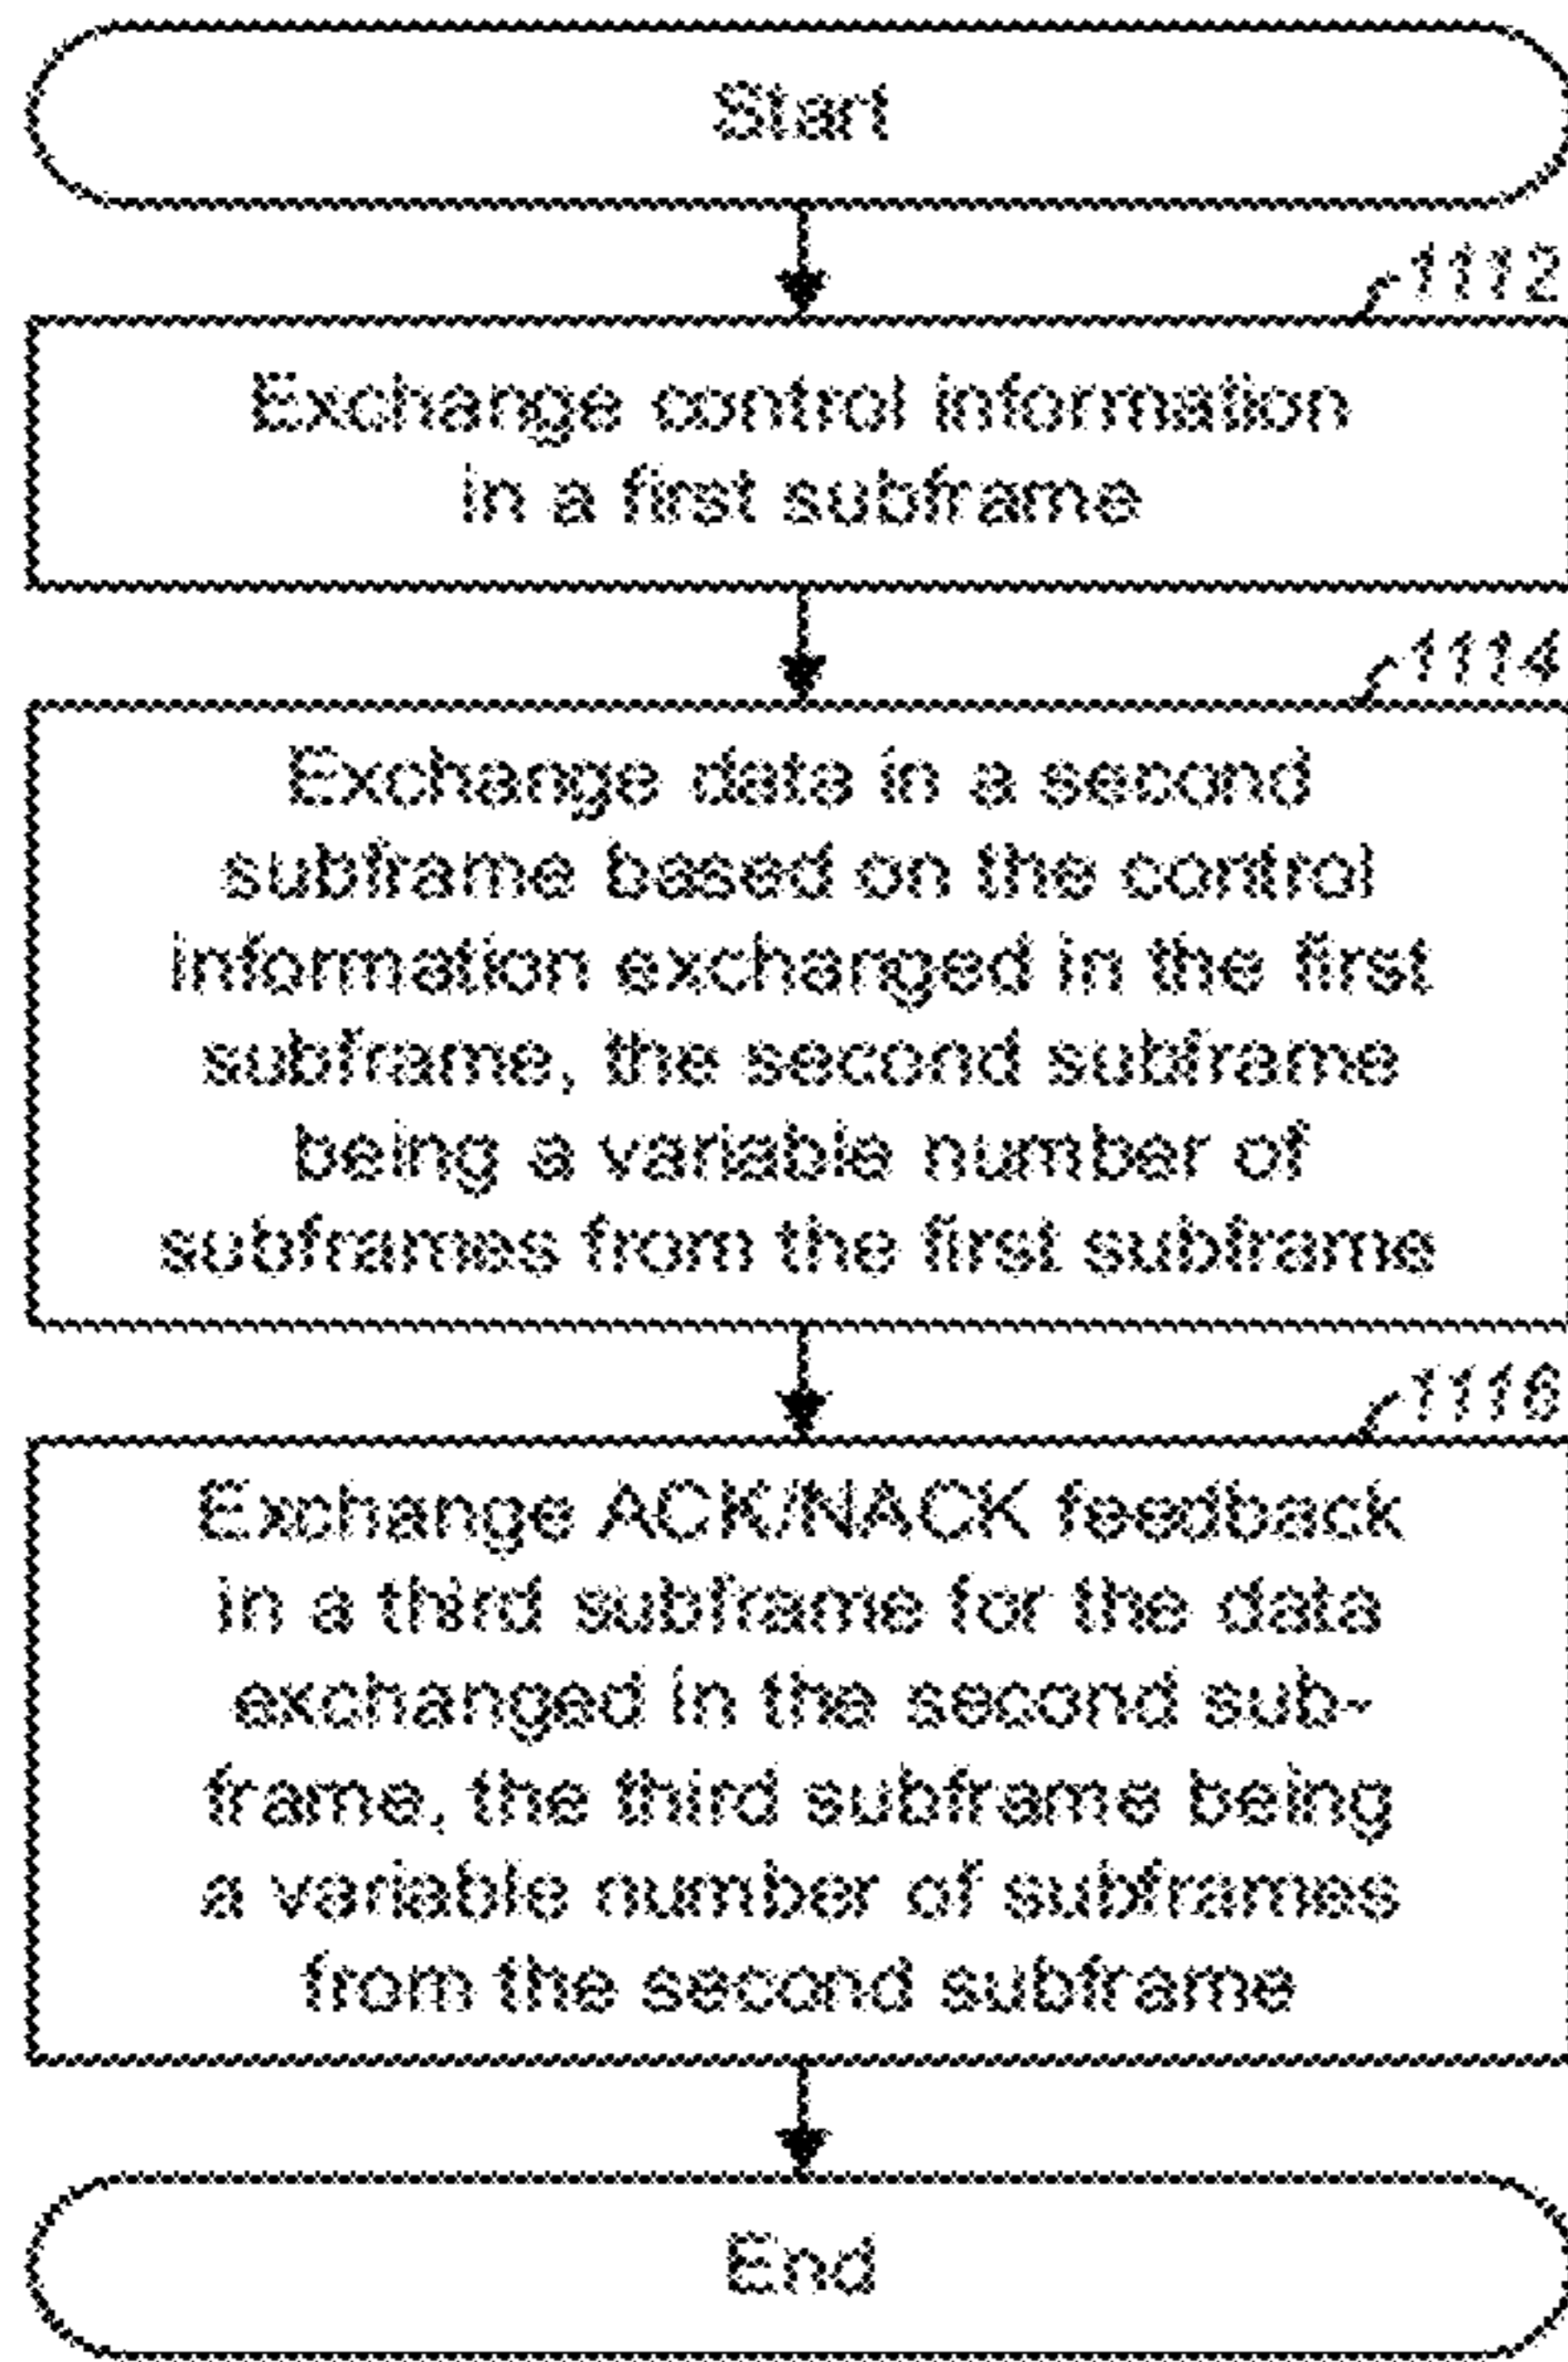 Start
1112
Exchange control information
in a first subframe
1114
Exchange data in a second
subframe based on the control
information exchanged in the first
subframe, the second subframe
being a variable number of
subframes from the first subframe
1116
Exchange ACK/NACK feedback
in a third subframe for the data
exchanged in the second sub-
frame, the third subframe being
a variable number of subframes
from the second subframe
End